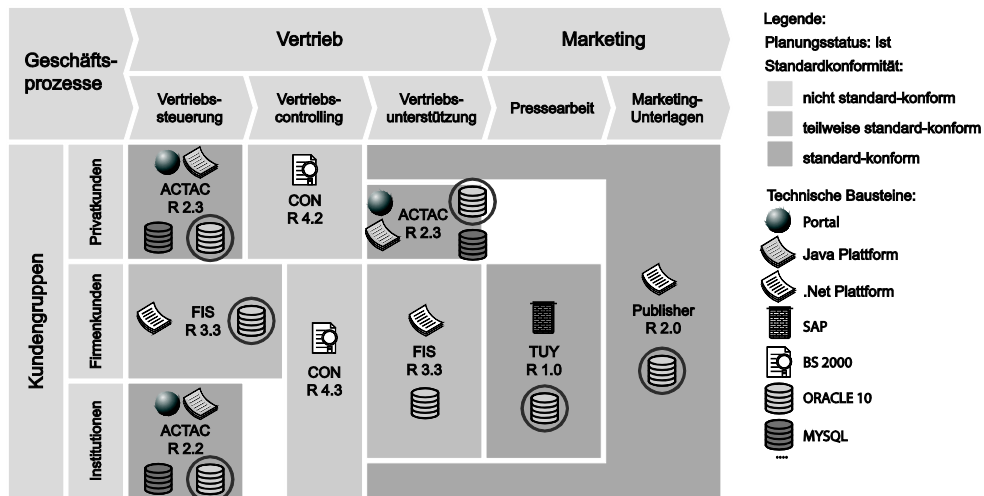 Geschäfts-
prozesse
Vertrieb
Marketing
Vertriebs-
steuerung
Vertriebs-
controlling
Vertriebs-
unterstützung
Pressearbeit
Marketing-
Unterlagen
Kundengruppen
Privatkunden
ACTAC
R 2.3
CON
R 4.2
ACTAC
R 2.3
Firmenkunden
FIS
R 3.3
CON
R 4.3
FIS
R 3.3
TUY
R 1.0
Publisher
R 2.0
Institutionen
ACTAC
R 2.2
Legende:
Planungsstatus: Ist
Standardkonformität:
nicht standard-konform
teilweise standard-konform
standard-konform
Technische Bausteine:
Portal
Java Plattform
.Net Plattform
SAP
BS 2000
ORACLE 10
MYSQL
....